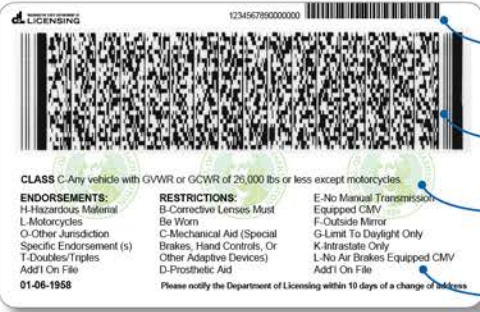 WASHINGTON STATE DEPARTMENT OF
LICENSING
1234567890000000
CLASS C-Any vehicle with GVWR or GCWR of 26,000 lbs or less except motorcycles.
ENDORSEMENTS:
H-Hazardous Material
L-Motorcycles
O-Other Jurisdiction
Specific Endorsement (s)
T-Doubles/Triples
Add'l On File
RESTRICTIONS:
B-Corrective Lenses Must
Be Worn
C-Mechanical Aid (Special
Brakes, Hand Controls, Or
Other Adaptive Devices)
D-Prosthetic Aid
E-No Manual Transmission
Equipped CMV
F-Outside Mirror
G-Limit To Daylight Only
K-Intrastate Only
L-No Air Brakes Equipped CMV
Add'l On File
01-06-1958
Please notify the Department of Licensing within 10 days of a change of address